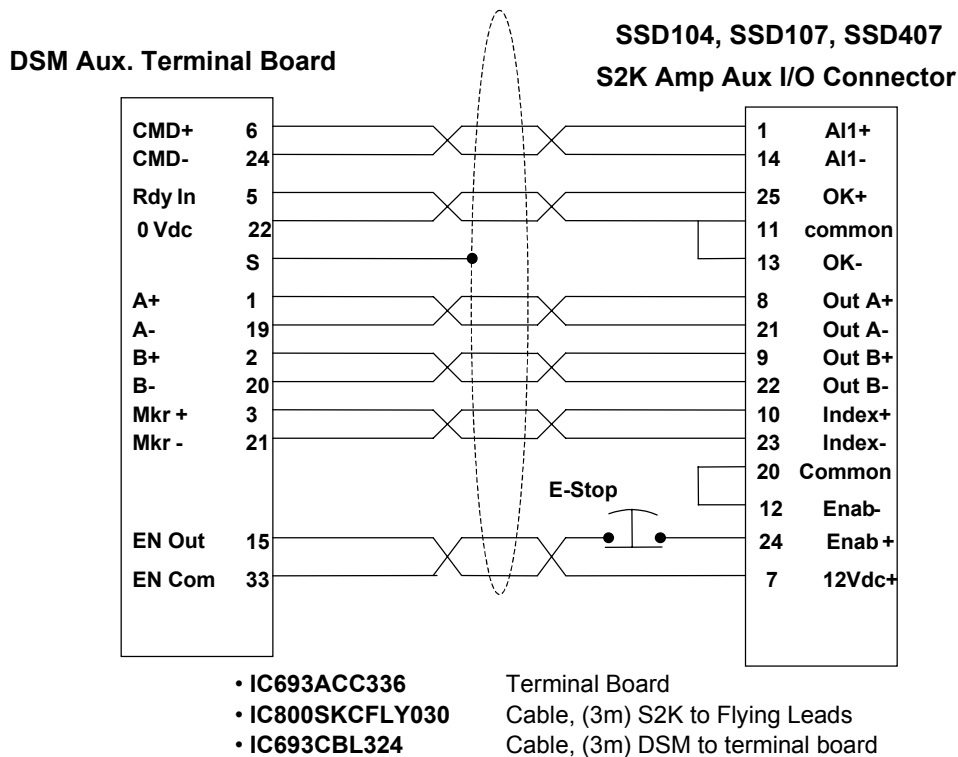 SSD104, SSD107, SSD407
DSM Aux. Terminal Board
S2K Amp Aux I/O Connector
CMD+ 6 1 AI1+
CMD- 24 14 AI1-
Rdy In 5 25 OK+
0 Vdc 22 11 common
S 13 OK-
A+ 1 8 Out A+
A- 19 21 Out A-
B+ 2 9 Out B+
B- 20 22 Out B-
Mkr + 3 10 Index+
Mkr - 21 23 Index-
20 Common
E-Stop
12 Enab-
EN Out 15 24 Enab +
EN Com 33 7 12Vdc+
• IC693ACC336 Terminal Board
• IC800SKCFLY030 Cable, (3m) S2K to Flying Leads
• IC693CBL324 Cable, (3m) DSM to terminal board